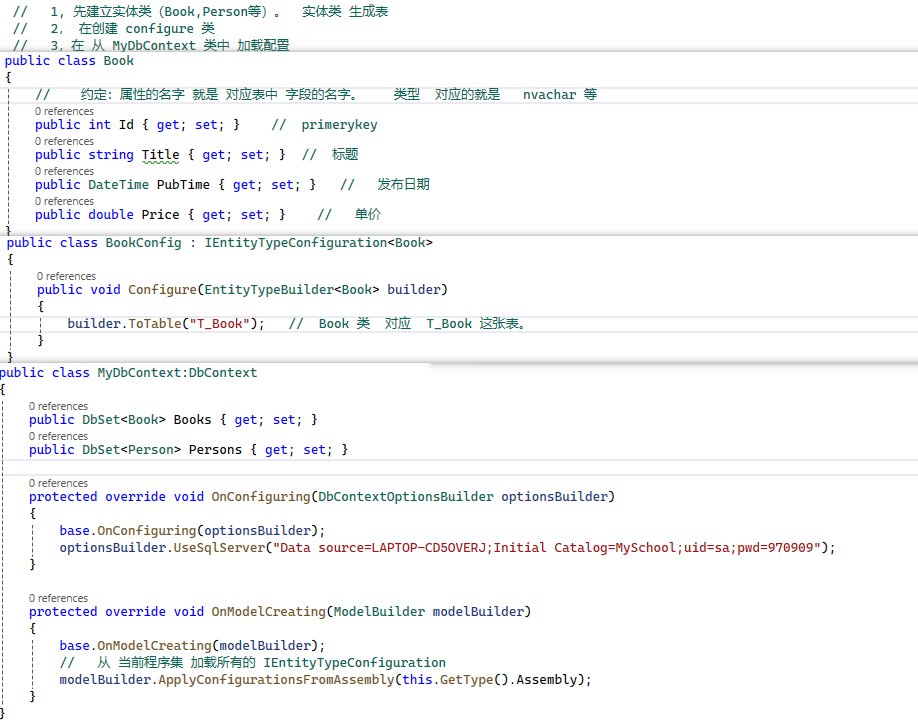 //   1，先建立实体类（Book,Person等）。  实体类 生成表
//   2， 在创建 configure 类
//   3，在 从 MyDbContext 类中 加载配置
public class Book
{
//    约定：属性的名字 就是 对应表中 字段的名字。    类型  对应的就是   nvachar 等
0 references
public int Id { get; set; }    //  primerykey
0 references
public string Title { get; set; }  //  标题
0 references
public DateTime PubTime { get; set; }   //   发布日期
0 references
public double Price { get; set; }    //   单价
}
public class BookConfig : IEntityTypeConfiguration<Book>
{
0 references
public void Configure(EntityTypeBuilder<Book> builder)
{
builder.ToTable("T_Book");   //  Book 类  对应  T_Book 这张表。
}
}
public class MyDbContext:DbContext
{
0 references
public DbSet<Book> Books { get; set; }
0 references
public DbSet<Person> Persons { get; set; }
0 references
protected override void OnConfiguring(DbContextOptionsBuilder optionsBuilder)
{
base.OnConfiguring(optionsBuilder);
optionsBuilder.UseSqlServer("Data source=LAPTOP-CD5OVERJ;Initial Catalog=MySchool;uid=sa;pwd=970909");
}
0 references
protected override void OnModelCreating(ModelBuilder modelBuilder)
{
base.OnModelCreating(modelBuilder);
//   从 当前程序集 加载所有的 IEntityTypeConfiguration
modelBuilder.ApplyConfigurationsFromAssembly(this.GetType().Assembly);
}
}